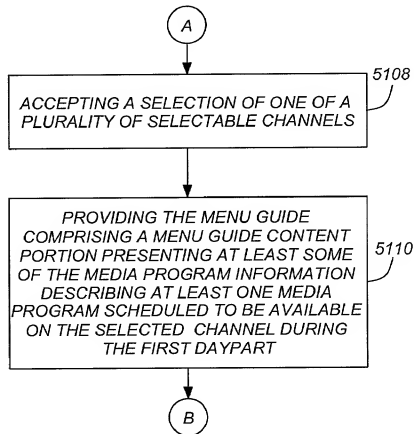 A
5108
ACCEPTING A SELECTION OF ONE OF A
PLURALITY OF SELECTABLE CHANNELS
5110
PROVIDING THE MENU GUIDE
COMPRISING A MENU GUIDE CONTENT
PORTION PRESENTING AT LEAST SOME
OF THE MEDIA PROGRAM INFORMATION
DESCRIBING AT LEAST ONE MEDIA
PROGRAM SCHEDULED TO BE AVAILABLE
ON THE SELECTED CHANNEL DURING
THE FIRST DAYPART
B